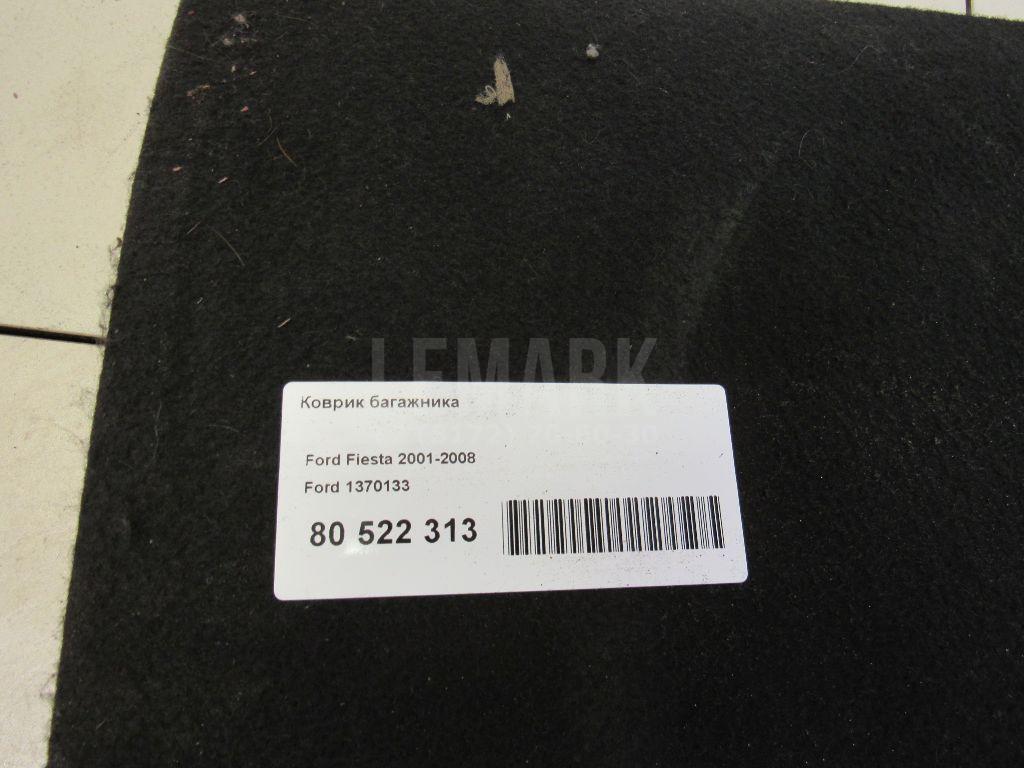 LEMARK
Коврик багажника
Ford Fiesta 2001-2008
Ford 1370133
80 522 313